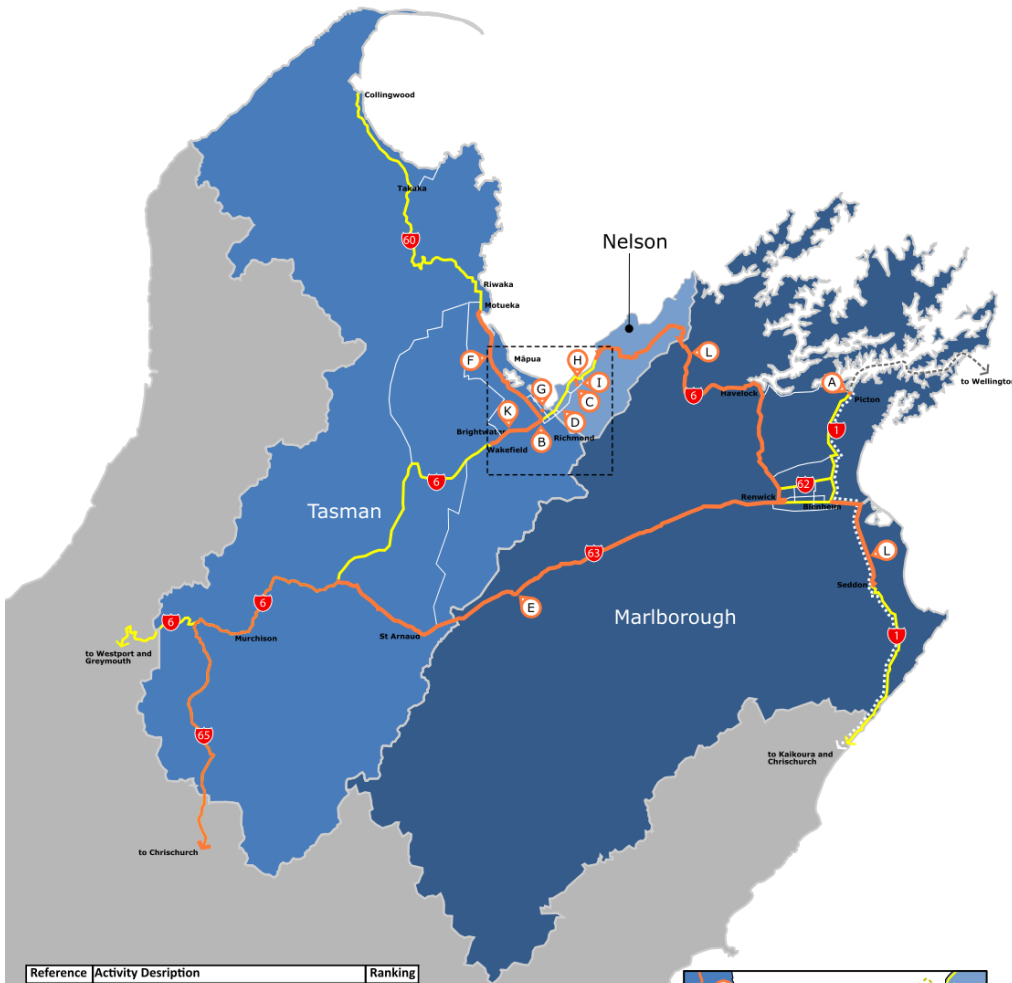 Collingwood
Takaka
60
Nelson
Riwaka
Motueka
to Wellington
F
Māpua
H
L
I
A
G
C
6
Havelock
Picton
K
D
1
Brightwater
B
Richmond
Wakefield
6
62
Renwick
Blenheim
Tasman
63
L
Seddon
6
E
Marlborough
6
Murchison
St Arnaud
1
to Westport and
Greymouth
65
to Kaikoura and
Chrischurch
to Chrischurch
Reference Activity Desription Ranking